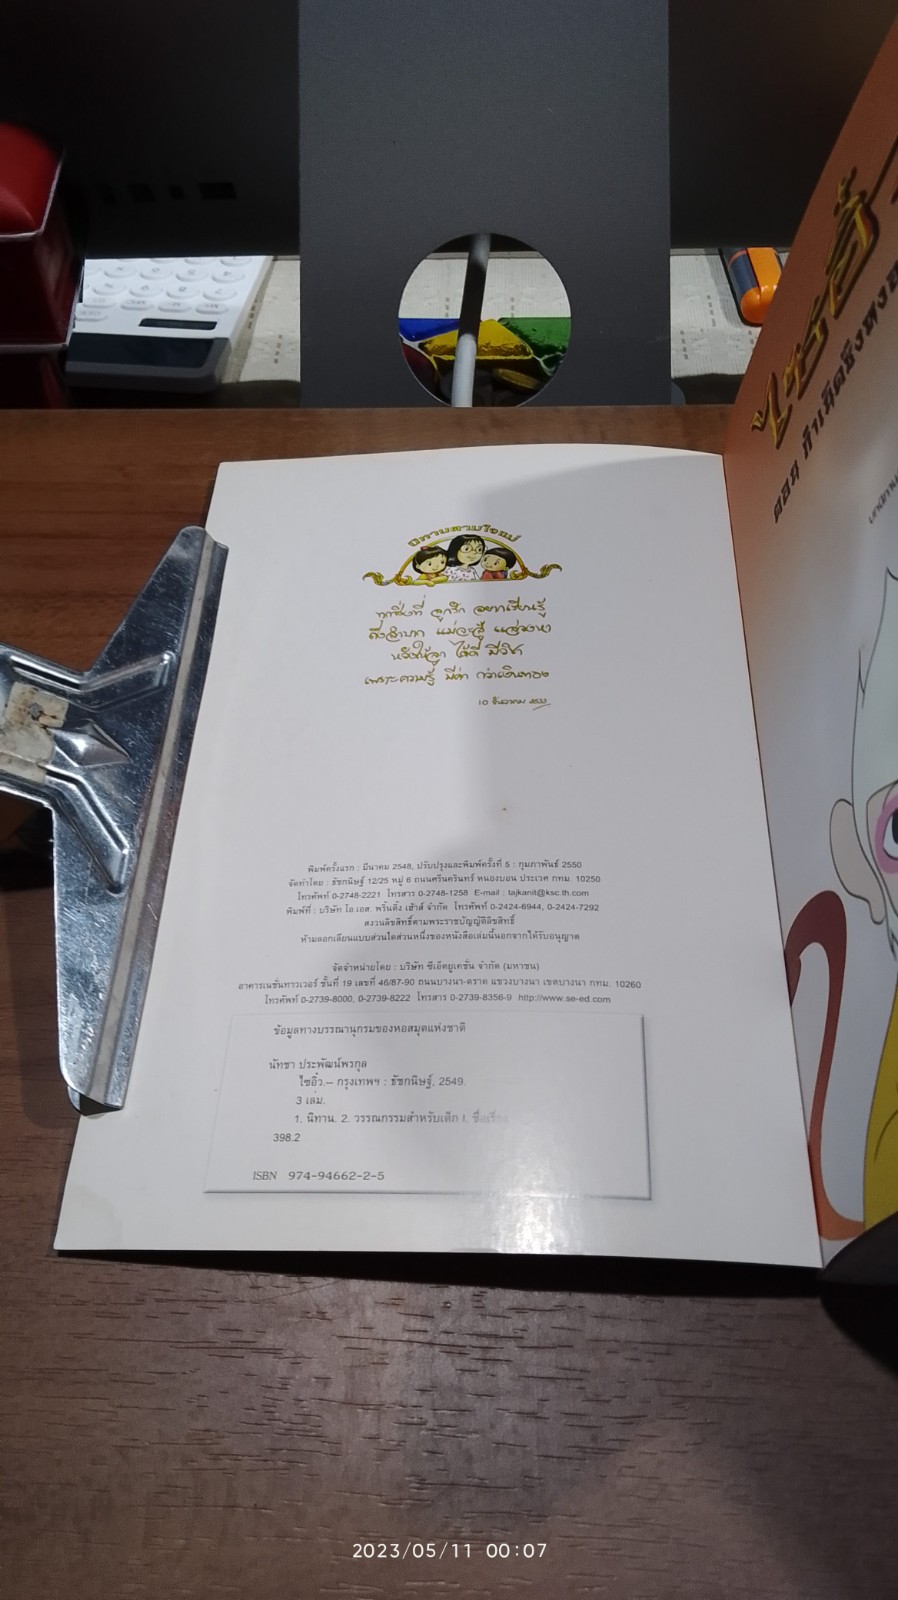 นิทานตามใจแม่
ทุกสิ่งที่ ลูกรัก อยากเรียนรู้
ถึงลำบาก แม่จะสู้ แสวงหา
หวังให้ลูก ได้ดี มีวิชา
เพราะความรู้ มีค่า กว่าเงินทอง
10 ธันวาคม
พิมพ์ครั้งแรก : มีนาคม 2548, ปรับปรุงและพิมพ์ครั้งที่ 5 : กุมภาพันธ์ 2550
จัดทำโดย : ธัชกนิษฐ์ 12/25 หมู่ 6 ถนนศรีนครินทร์ หนองบอน ประเวศ กทม. 10250
โทรศัพท์ 0-2748-2221 โทรสาร 0-2748-1258 E-mail : tajkanit@ksc.th.com
พิมพ์ที่ : บริษัท โอ.เอส. พริ้นติ้ง เฮ้าส์ จำกัด โทรศัพท์ 0-2424-6944, 0-2424-7292
สงวนลิขสิทธิ์ตามพระราชบัญญัติลิขสิทธิ์
ห้ามลอกเลียนแบบส่วนใดส่วนหนึ่งของหนังสือเล่มนี้นอกจากได้รับอนุญาต
จัดจำหน่ายโดย : บริษัท ซีเอ็ดยูเคชั่น จำกัด (มหาชน)
อาคารเนชั่นทาวเวอร์ ชั้นที่ 19 เลขที่ 46/87-90 ถนนบางนา-ตราด แขวงบางนา เขตบางนา กทม. 10260
โทรศัพท์ 0-2739-8000, 0-2739-8222 โทรสาร 0-2739-8356-9 http://www.se-ed.com
ข้อมูลทางบรรณานุกรมของหอสมุดแห่งชาติ
นัทชา ประพัฒน์พรกุล
ไซอิ๋ว.-- กรุงเทพฯ : ธัชกนิษฐ์, 2549.
3 เล่ม.
1. นิทาน. 2. วรรณกรรมสำหรับเด็ก I. ชื่อเรื่อง
398.2
ISBN 974-94662-2-5
ไซอิ๋ว
ตอน กำเนิดซึงหงอ
2023/05/11 00:07